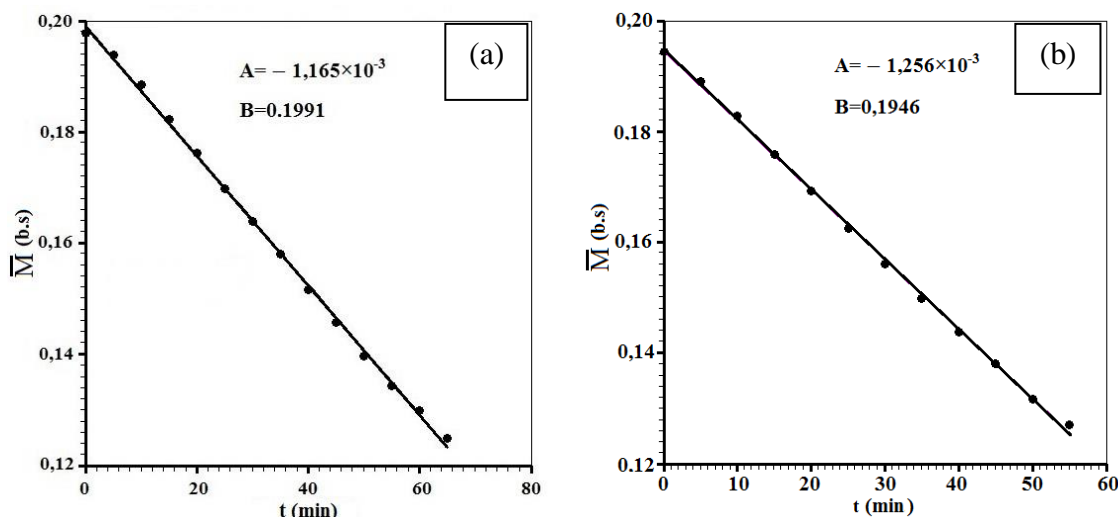 (a)
A= − 1,165×10⁻³
B=0.1991
0,20
0,18
0,16
0,14
0,12
M̅ (b.s)
0 20 40 60 80
t (min)
(b)
A= − 1,256×10⁻³
B=0,1946
0,20
0,18
0,16
0,14
0.12
M̅ (b.s)
0 10 20 30 40 50 60
t (min)